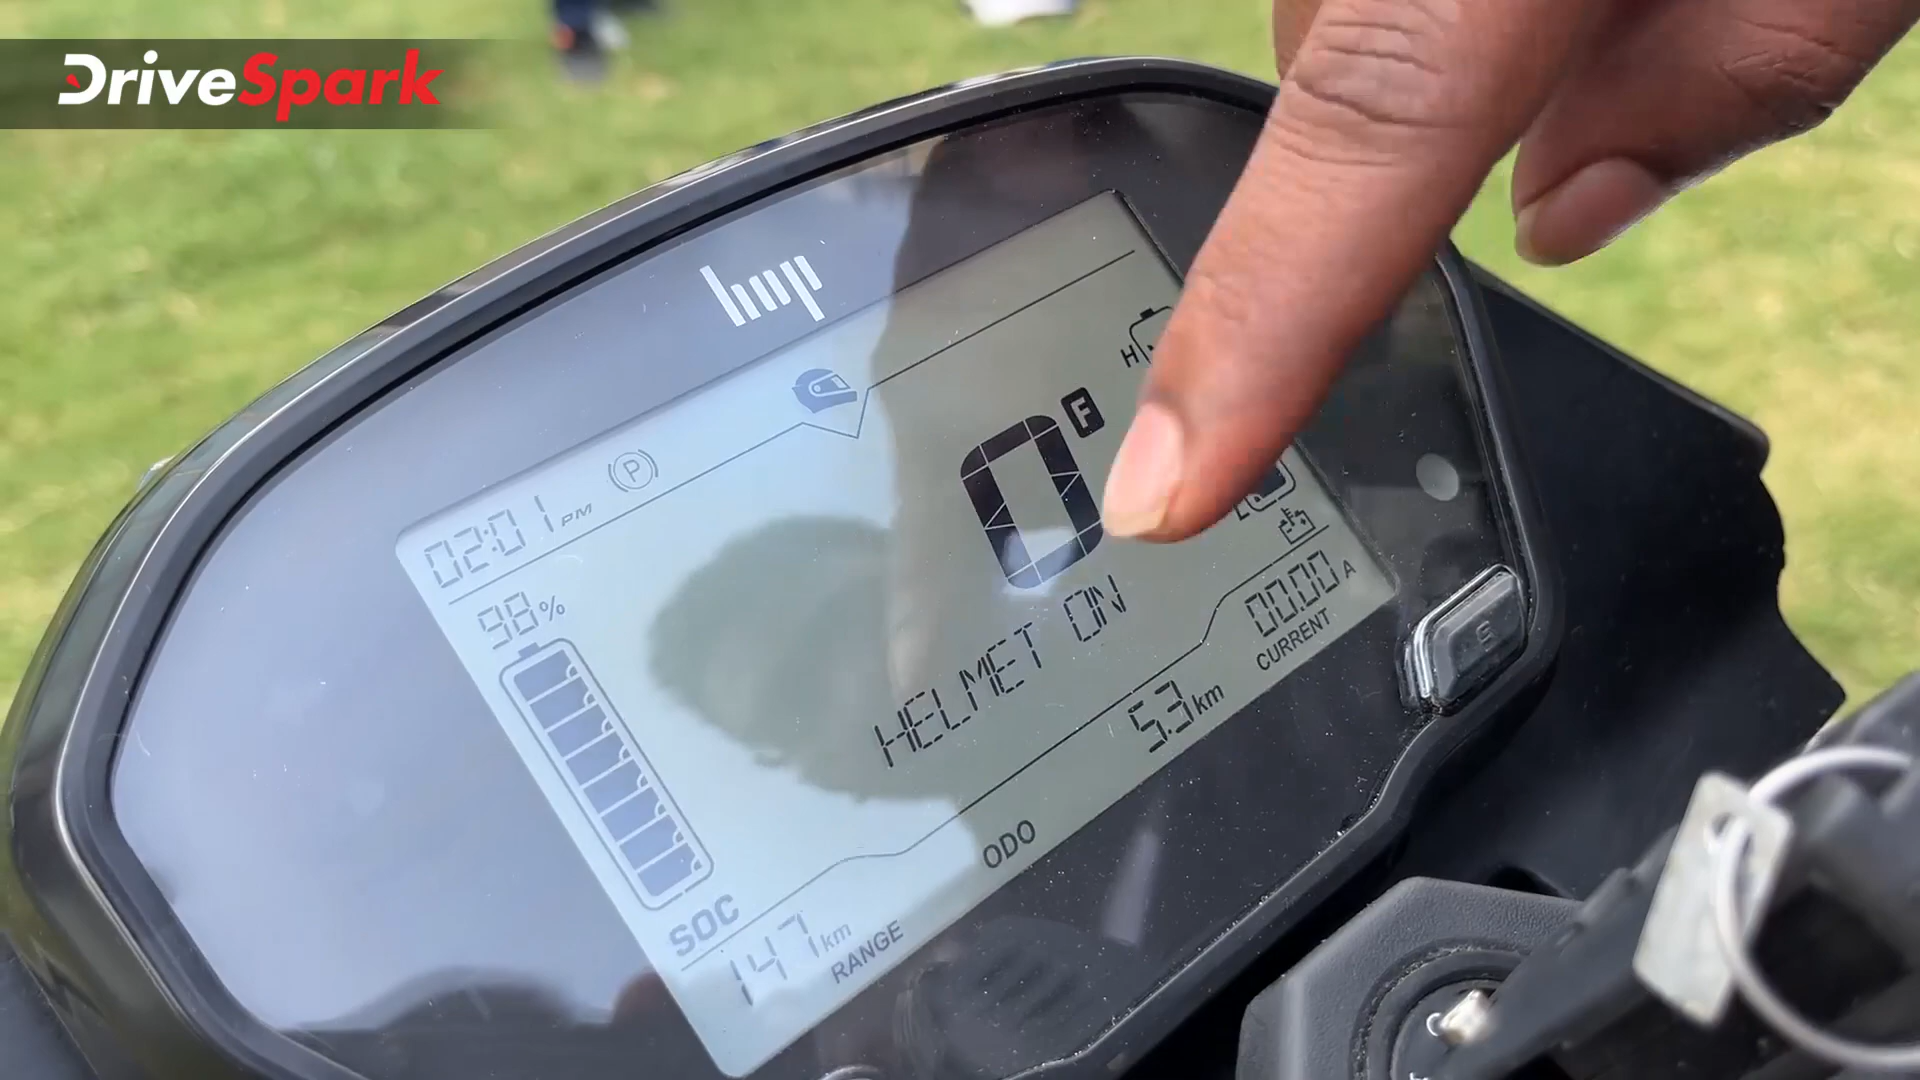 DriveSpark
hop
02:01 PM
P
98%
SOC
147 km
RANGE
0 F
H
HELMET ON
ODO
5.3 km
00.00 A
CURRENT
L